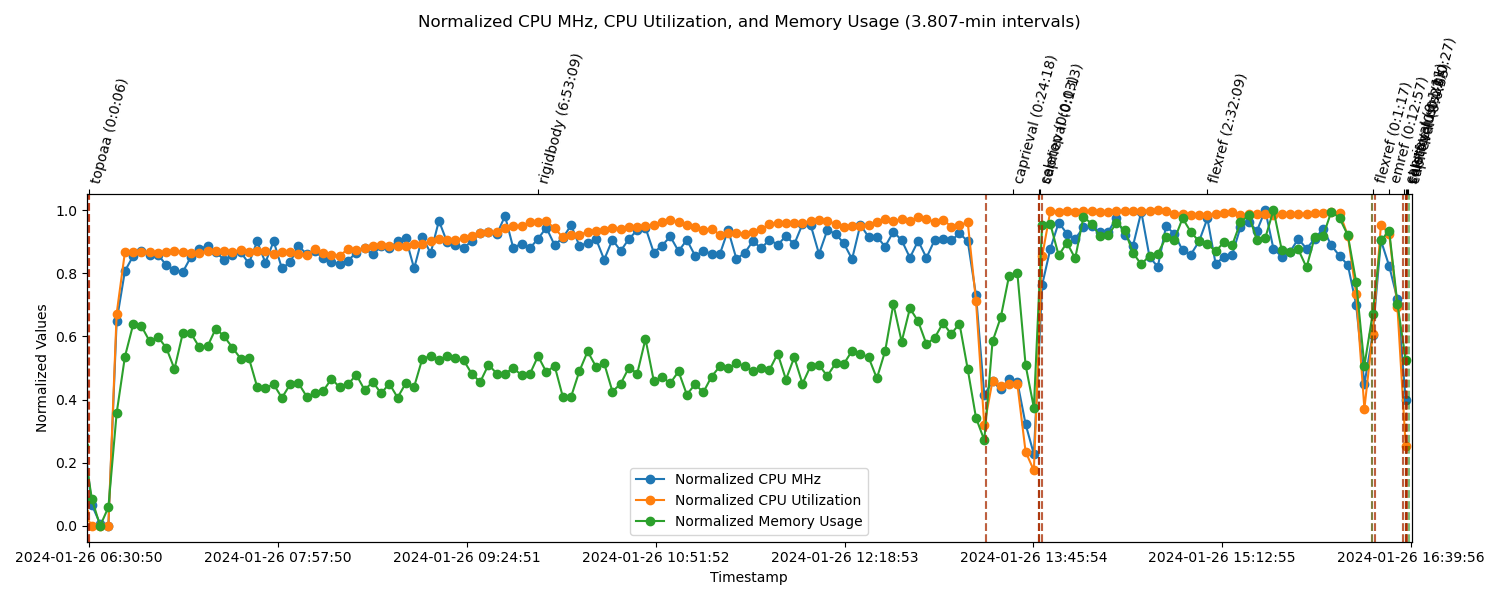 Normalized CPU MHz, CPU Utilization, and Memory Usage (3.807-min intervals)
topoaa (0:0:06)
rigidbody (6:53:09)
caprieval (0:24:18)
flexref (2:32:09)
flexref (0:1:17)
emref (0:12:57)
Normalized Values
1.0
0.8
0.6
0.4
0.2
0.0
Normalized CPU MHz
Normalized CPU Utilization
Normalized Memory Usage
2024-01-26 06:30:50
2024-01-26 07:57:50
2024-01-26 09:24:51
2024-01-26 10:51:52
2024-01-26 12:18:53
2024-01-26 13:45:54
2024-01-26 15:12:55
2024-01-26 16:39:56
Timestamp